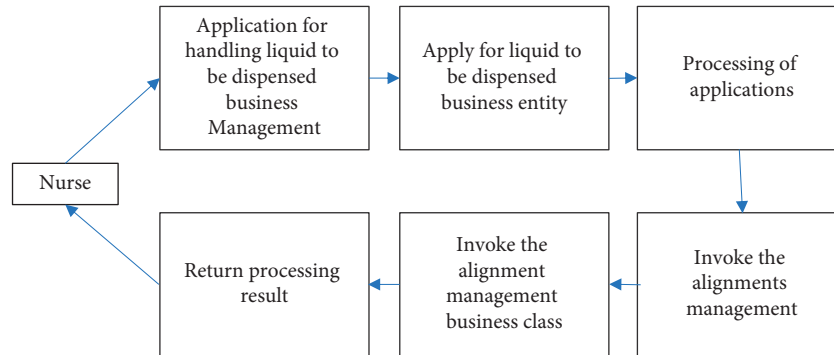 Application for
handling liquid to
be dispensed
business
Management
Apply for liquid to
be dispensed
business entity
Processing of
applications
Nurse
Return processing
result
Invoke the
alignment
management
business class
Invoke the
alignments
management